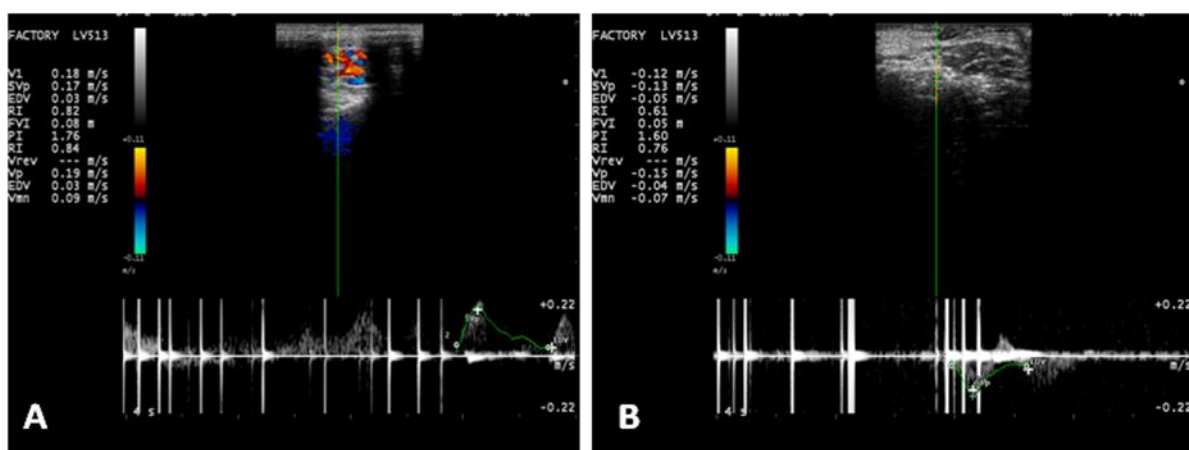 FACTORY LV513
V1 0.18 m/s
SVp 0.17 m/s
EDV 0.03 m/s
RI 0.82
FVI 0.08 m
PI 1.76
RI 0.84
Vrev --- m/s
Vp 0.19 m/s
EDV 0.03 m/s
Vmn 0.09 m/s
+0.11
-0.11
m/s
+0.22
m/s
-0.22
4 s
A
FACTORY LV513
V1 -0.12 m/s
SVp -0.13 m/s
EDV -0.05 m/s
RI 0.61
FVI 0.05 m
PI 1.60
RI 0.76
Vrev --- m/s
Vp -0.15 m/s
EDV -0.04 m/s
Vmn -0.07 m/s
+0.11
-0.11
m/s
+0.22
m/s
-0.22
4 s
B